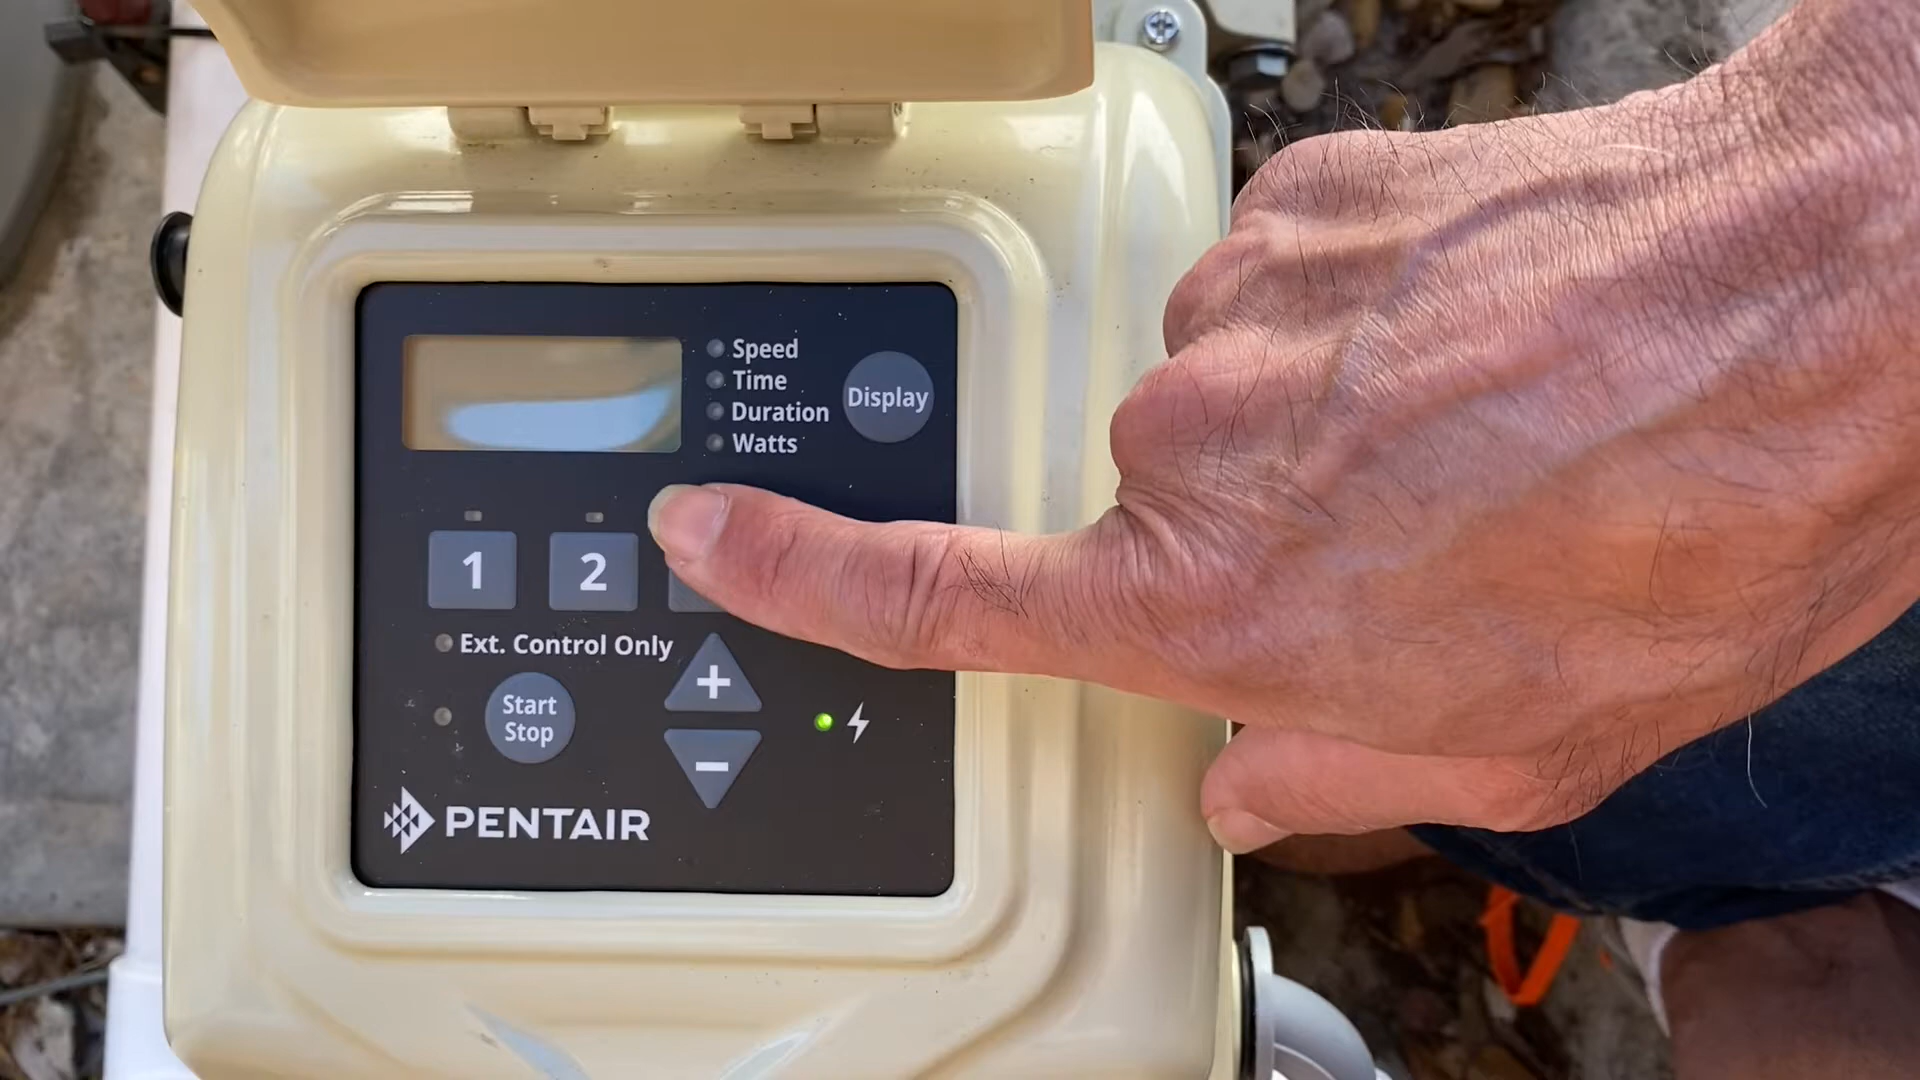 Speed
Time
Duration
Watts
Display
1
2
Ext. Control Only
Start
Stop
+
−
PENTAIR